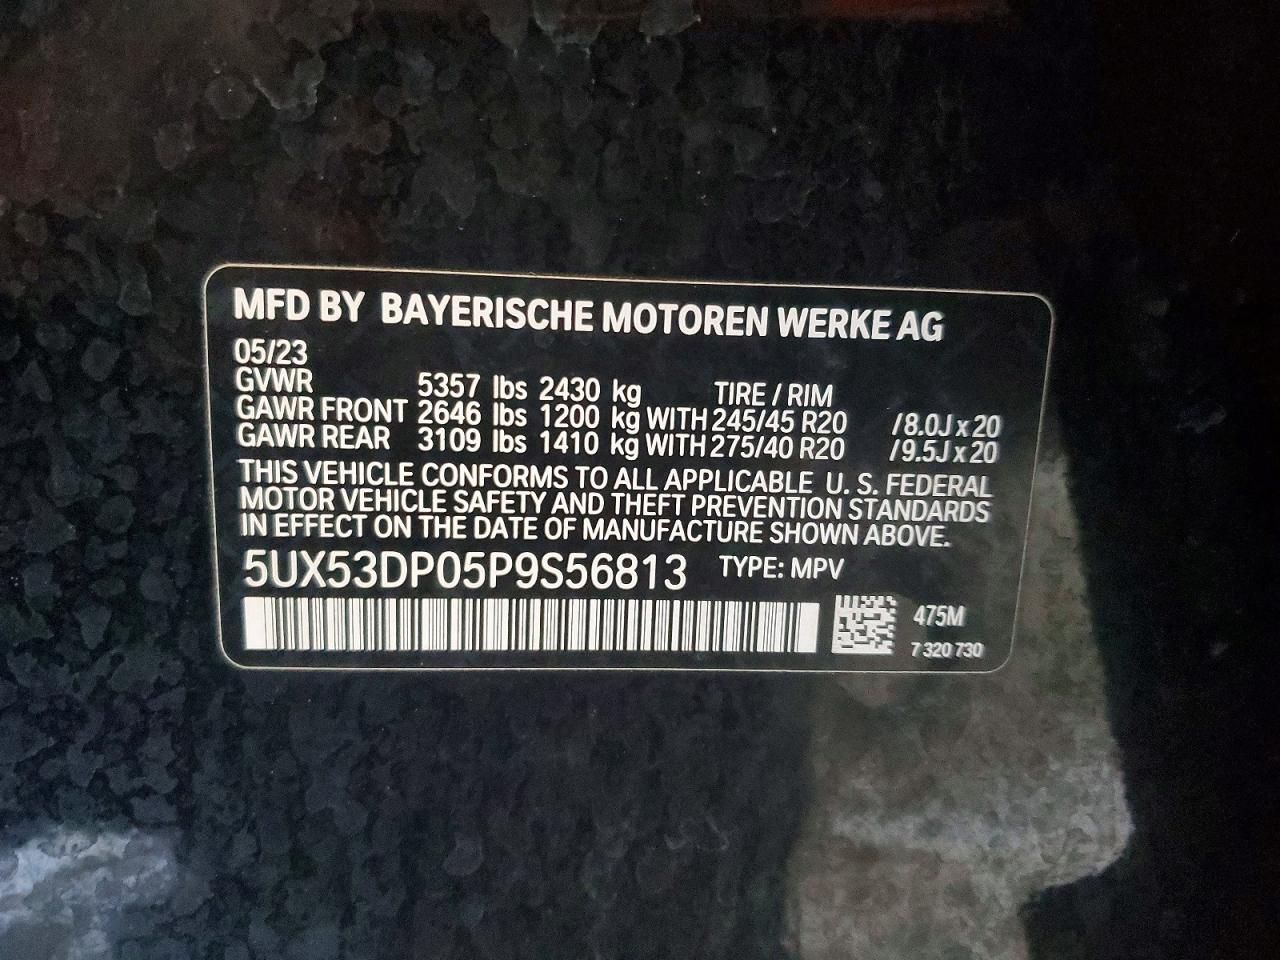 MFD BY BAYERISCHE MOTOREN WERKE AG
05/23
GVWR 5357 lbs 2430 kg TIRE / RIM
GAWR FRONT 2646 lbs 1200 kg WITH 245/45 R20 /8.0J x 20
GAWR REAR 3109 lbs 1410 kg WITH 275/40 R20 /9.5J x 20
THIS VEHICLE CONFORMS TO ALL APPLICABLE U. S. FEDERAL
MOTOR VEHICLE SAFETY AND THEFT PREVENTION STANDARDS
IN EFFECT ON THE DATE OF MANUFACTURE SHOWN ABOVE.
5UX53DP05P9S56813 TYPE: MPV
475M
7 320 730